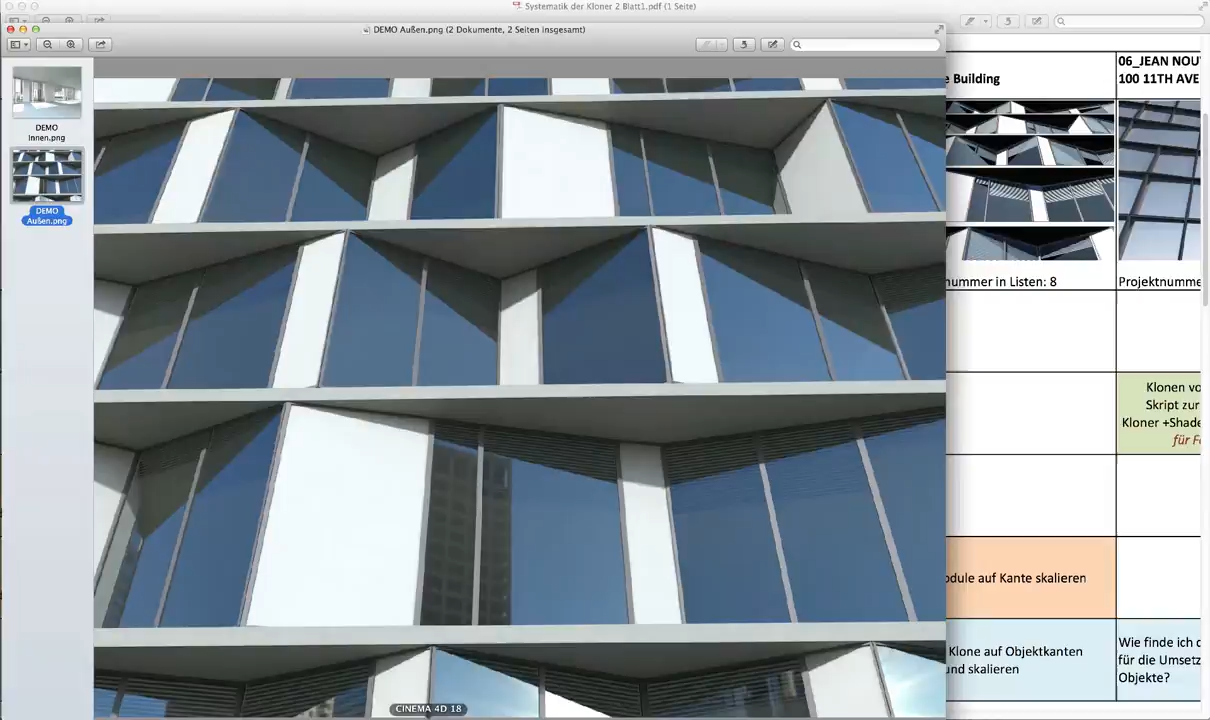 Systematik der Kloner 2 Blatt1.pdf (1 Seite)
DEMO Außen.png (2 Dokumente, 2 Seiten insgesamt)
DEMO
Innen.png
DEMO
Außen.png
e Building
06_JEAN NOU
100 11TH AVE
nummer in Listen: 8
Projektnumme
Klonen vo
Skript zur
Kloner +Shade
für F
odule auf Kante skalieren
Klone auf Objektkanten
und skalieren
Wie finde ich d
für die Umsetz
Objekte?
CINEMA 4D 18